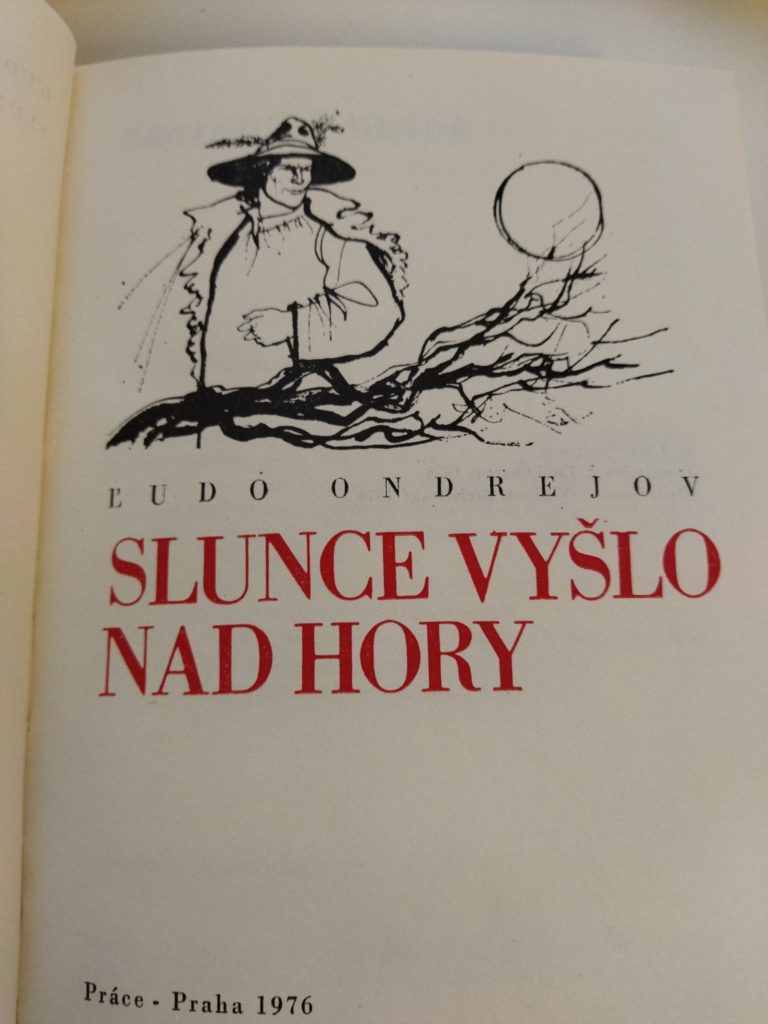 ĽUDO ONDREJOV
SLUNCE VYŠLO
NAD HORY
Práce - Praha 1976